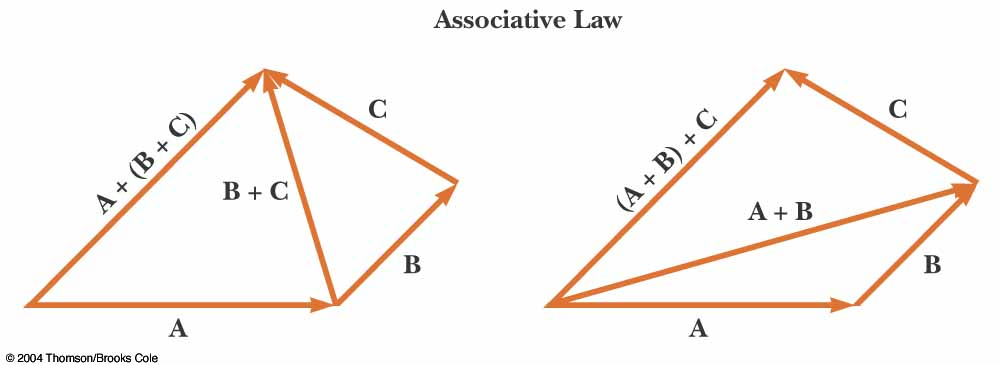 Associative Law
C
A + (B + C)
B + C
B
A
C
(A + B) + C
A + B
B
A
© 2004 Thomson/Brooks Cole